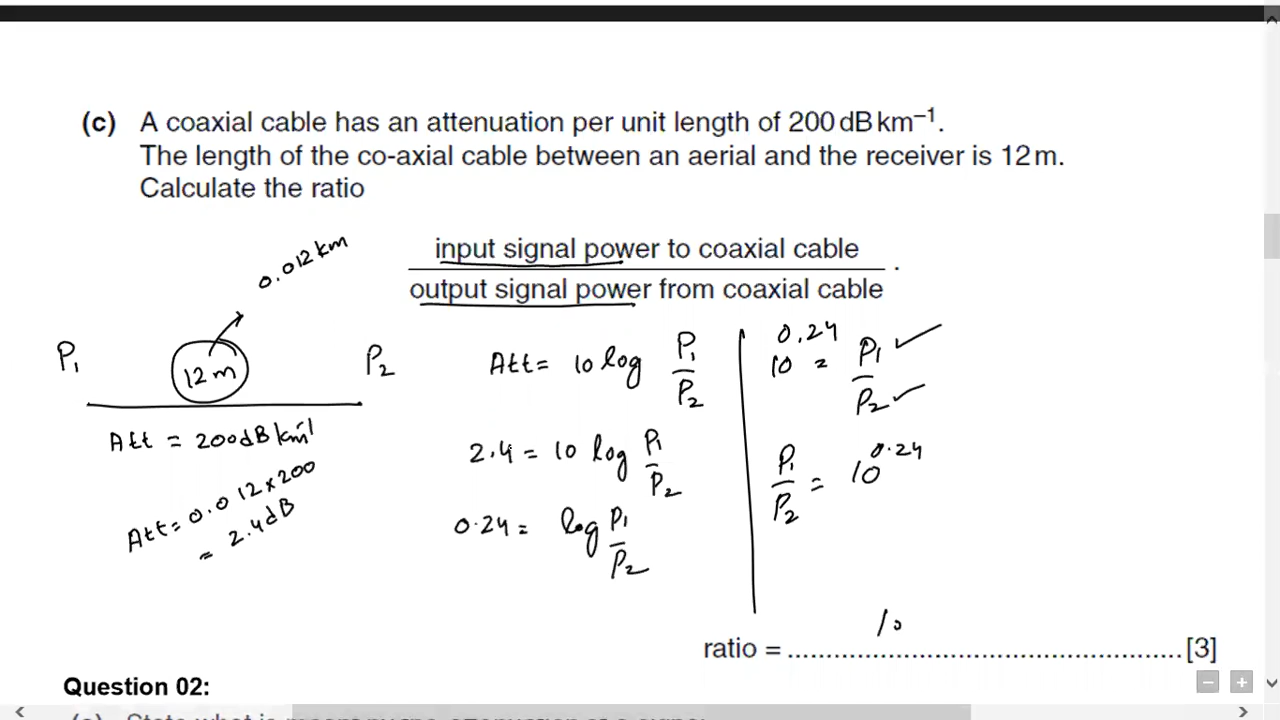 (c) A coaxial cable has an attenuation per unit length of 200 dB km⁻¹.
The length of the co-axial cable between an aerial and the receiver is 12 m.
Calculate the ratio
input signal power to coaxial cable
output signal power from coaxial cable
.
0.012 km
P₁
12 m
P₂
Att = 200dB km⁻¹
Att = 0.012 × 200
= 2.4dB
Att = 10 log P₁/P₂
2.4 = 10 log P₁/P₂
0.24 = log P₁/P₂
10^0.24 = P₁/P₂
P₁/P₂ = 10^0.24
ratio = .................................................. [3]
Question 02: